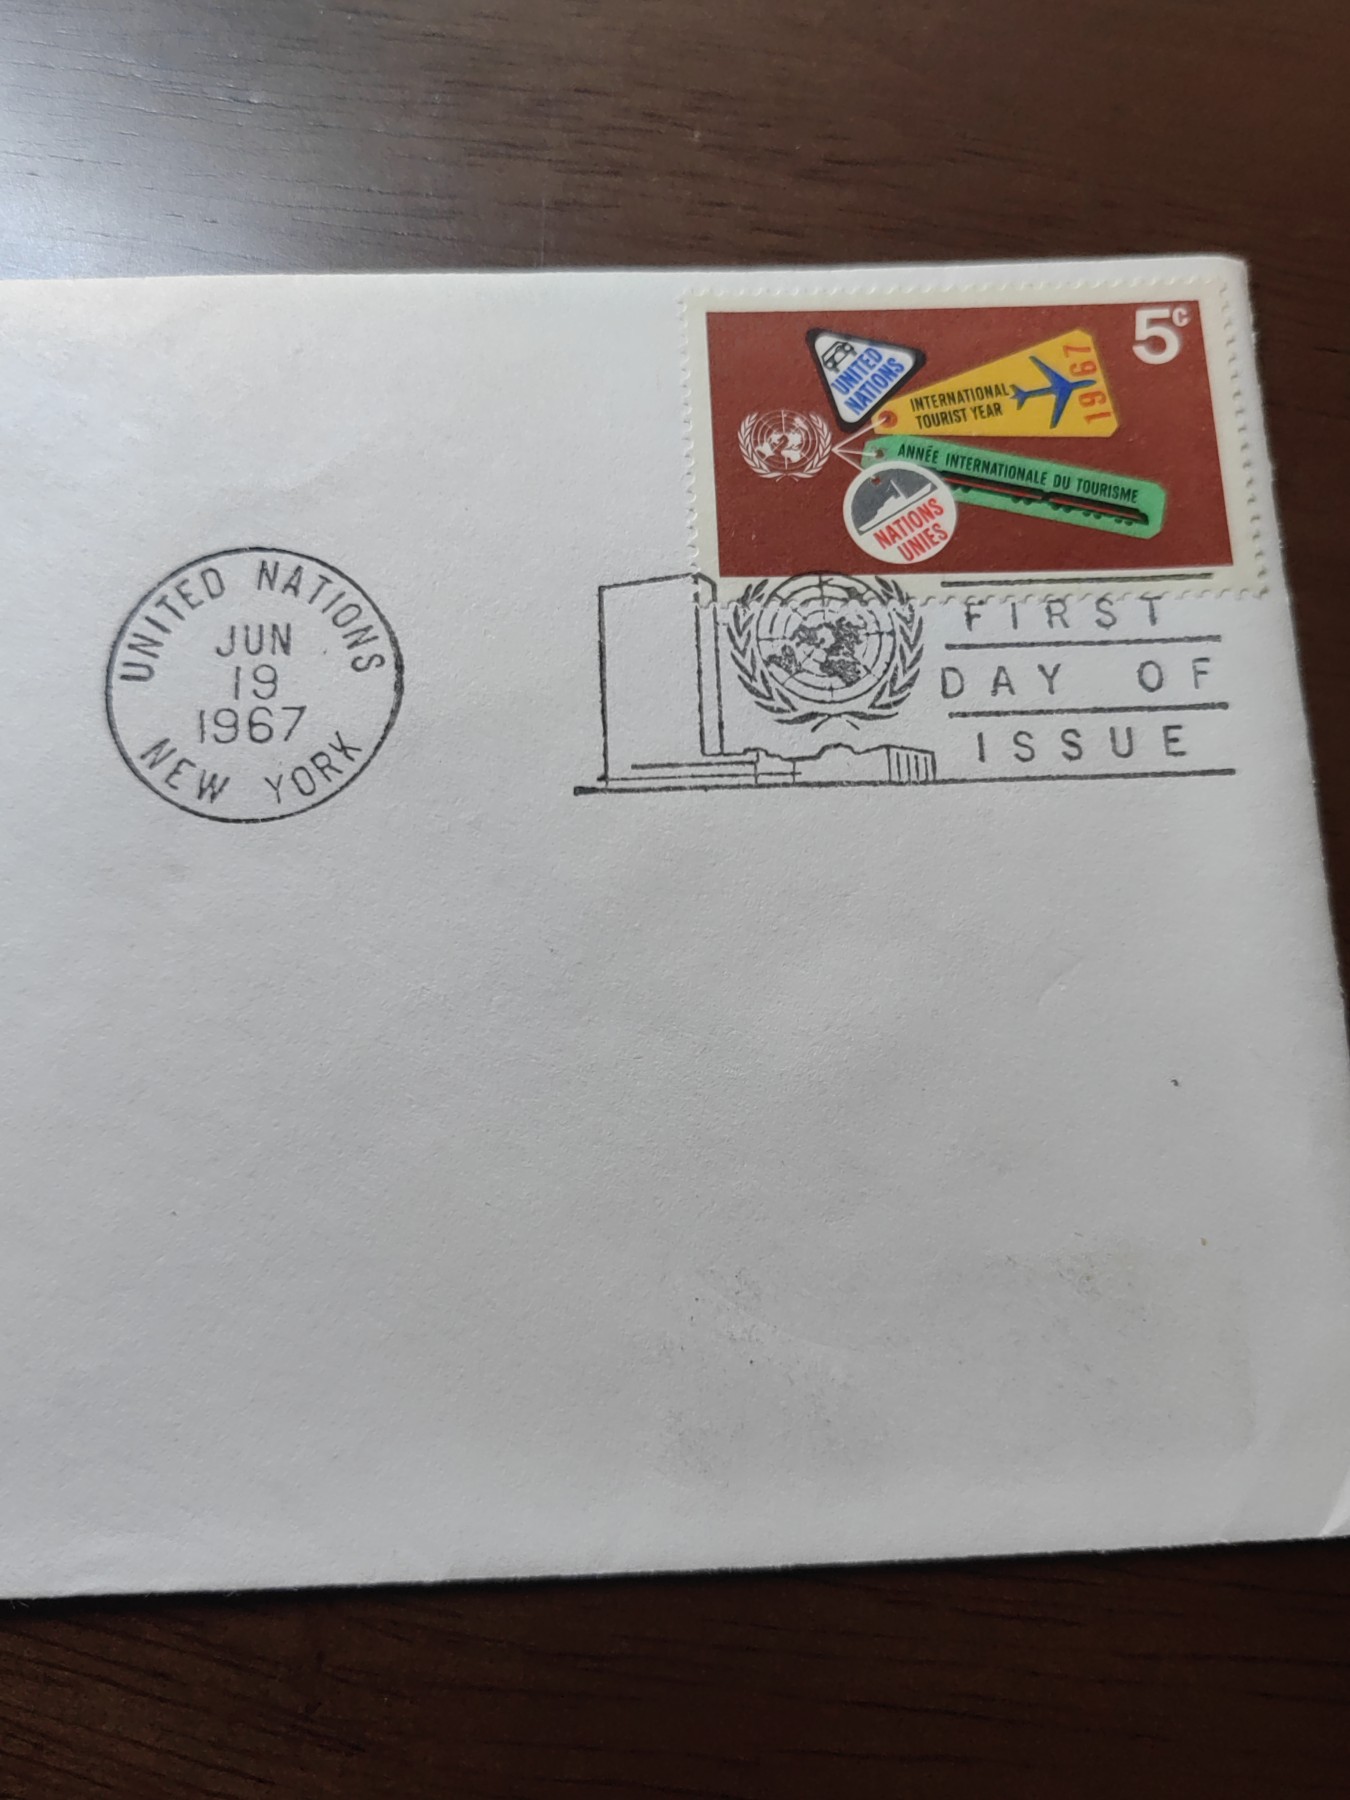 5c
UNITED
NATIONS
INTERNATIONAL
TOURIST YEAR
1967
ANNÉE INTERNATIONALE DU TOURISME
NATIONS
UNIES
UNITED NATIONS
JUN
19
1967
NEW YORK
FIRST
DAY OF
ISSUE